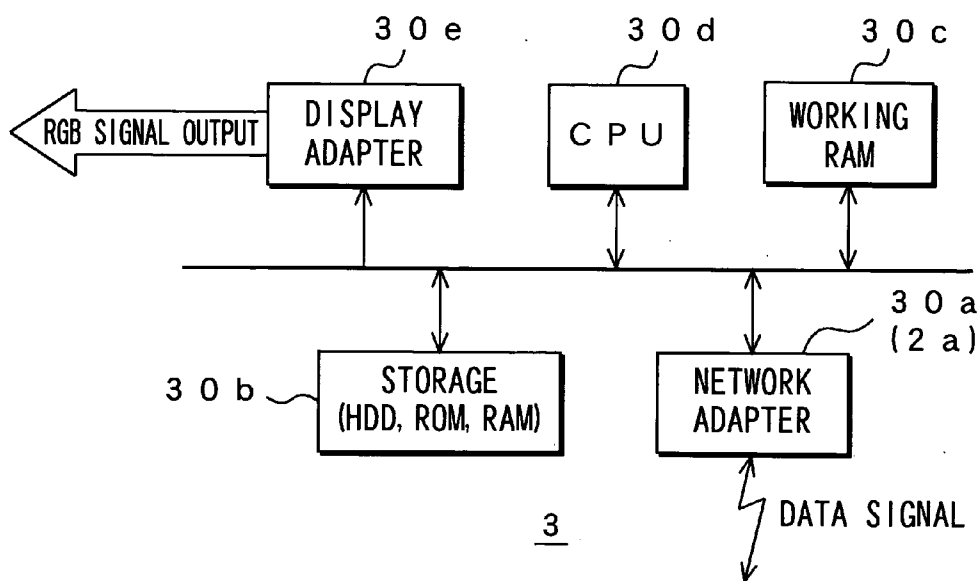 30e
30d
30c
RGB SIGNAL OUTPUT
DISPLAY
ADAPTER
CPU
WORKING
RAM
30a
(2a)
30b
STORAGE
(HDD, ROM, RAM)
NETWORK
ADAPTER
DATA SIGNAL
3